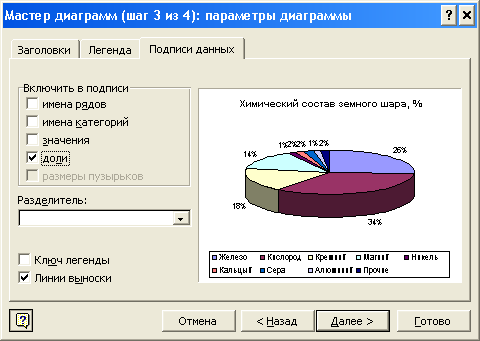 Мастер диаграмм (шаг 3 из 4): параметры диаграммы
Заголовки Легенда Подписи данных
Включить в подписи
имена рядов
имена категорий
значения
доли
размеры пузырьков
Разделитель:
Ключ легенды
Линии выноски
Химический состав земного шара, %
14% 1% 2% 2% 1% 2% 26%
18%
34%
Железо Кислород Кремний Магний Никель
Кальций Сера Алюминий Прочие
Отмена < Назад Далее > Готово